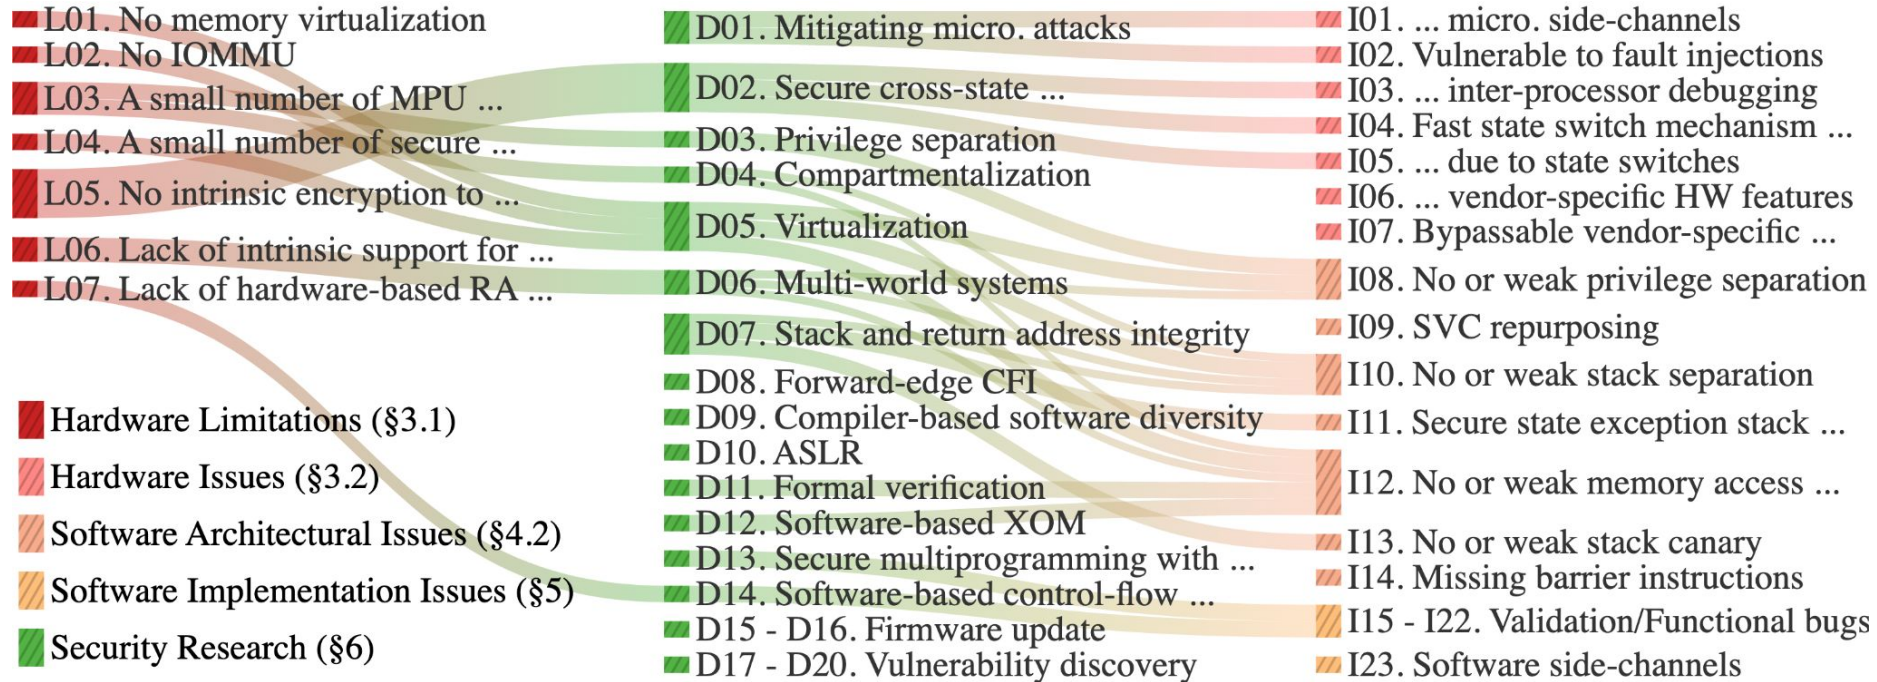 L01. No memory virtualization
L02. No IOMMU
L03. A small number of MPU ...
L04. A small number of secure ...
L05. No intrinsic encryption to ...
L06. Lack of intrinsic support for ...
L07. Lack of hardware-based RA ...
Hardware Limitations (§3.1)
Hardware Issues (§3.2)
Software Architectural Issues (§4.2)
Software Implementation Issues (§5)
Security Research (§6)
D01. Mitigating micro. attacks
D02. Secure cross-state ...
D03. Privilege separation
D04. Compartmentalization
D05. Virtualization
D06. Multi-world systems
D07. Stack and return address integrity
D08. Forward-edge CFI
D09. Compiler-based software diversity
D10. ASLR
D11. Formal verification
D12. Software-based XOM
D13. Secure multiprogramming with ...
D14. Software-based control-flow ...
D15 - D16. Firmware update
D17 - D20. Vulnerability discovery
I01. ... micro. side-channels
I02. Vulnerable to fault injections
I03. ... inter-processor debugging
I04. Fast state switch mechanism ...
I05. ... due to state switches
I06. ... vendor-specific HW features
I07. Bypassable vendor-specific ...
I08. No or weak privilege separation
I09. SVC repurposing
I10. No or weak stack separation
I11. Secure state exception stack ...
I12. No or weak memory access ...
I13. No or weak stack canary
I14. Missing barrier instructions
I15 - I22. Validation/Functional bugs
I23. Software side-channels